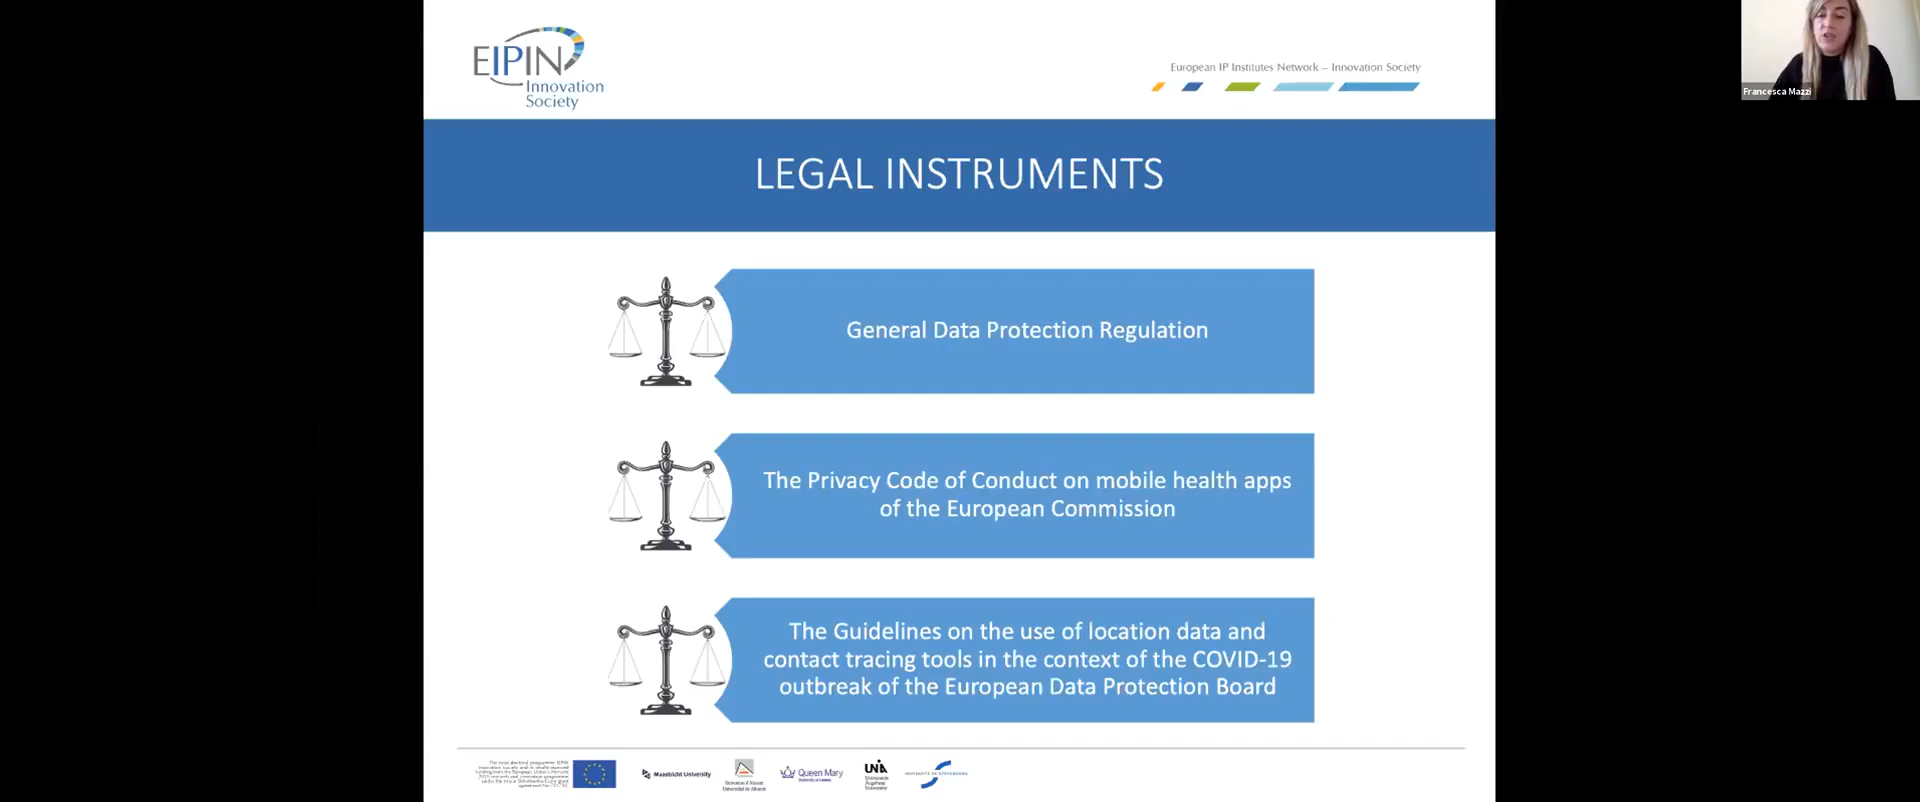 EIPIN
Innovation
Society
European IP Institutes Network – Innovation Society
Francesca Mazzi
LEGAL INSTRUMENTS
General Data Protection Regulation
The Privacy Code of Conduct on mobile health apps
of the European Commission
The Guidelines on the use of location data and
contact tracing tools in the context of the COVID-19
outbreak of the European Data Protection Board
Maastricht University
Queen Mary
UNIA